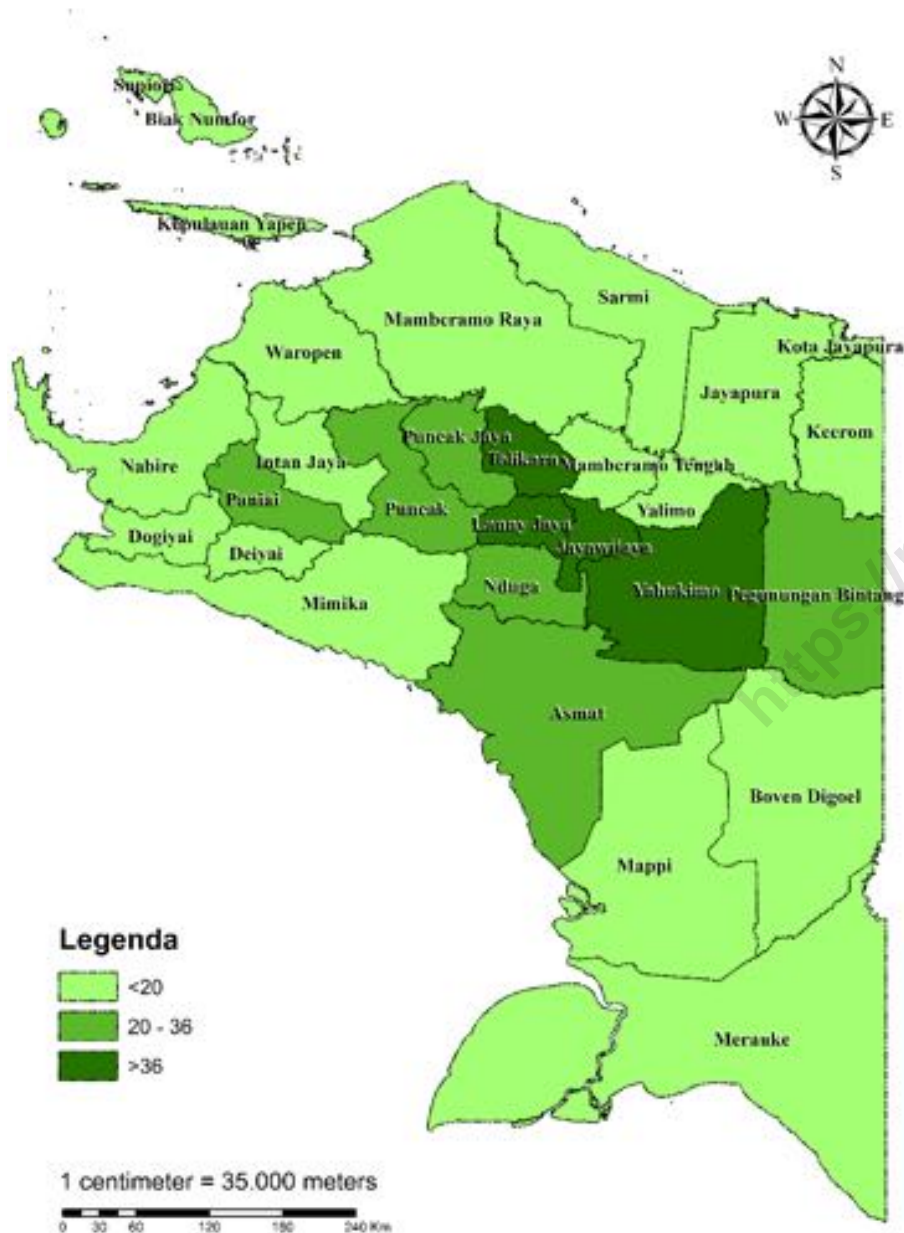 N
W E
S
Supiori
Biak Numfor
Kepulauan Yapen
Sarmi
Mamberamo Raya
Kota Jayapura
Waropen
Jayapura
Keerom
Puncak Jaya
Tolikara
Intan Jaya
Mamberamo Tengah
Nabire
Paniai
Puncak
Yalimo
Lanny Jaya
Dogiyai
Deiyai
Jayawijaya
Nduga
Yahukimo
Pegunungan Bintang
Mimika
Asmat
Boven Digoel
Mappi
Legenda
<20
20 - 36
>36
Merauke
1 centimeter = 35.000 meters
0 30 60 120 180 240 Km
https://